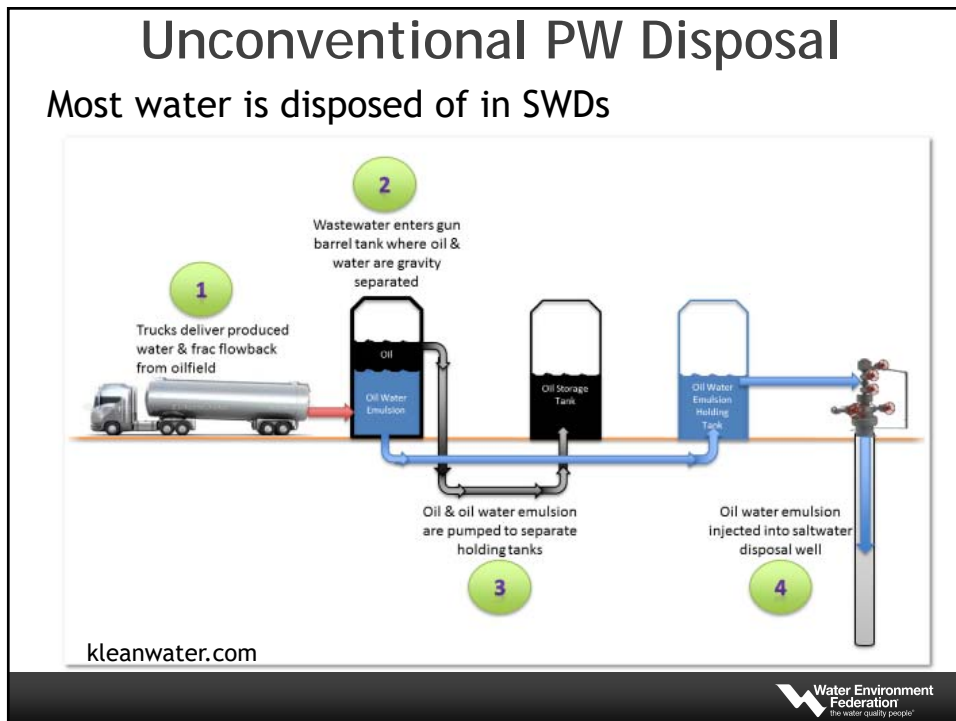 Unconventional PW Disposal
Most water is disposed of in SWDs
2
Wastewater enters gun
barrel tank where oil &
water are gravity
separated
1
Trucks deliver produced
water & frac flowback
from oilfield
Oil
Oil Water
Emulsion
Oil Storage
Tank
Oil Water
Emulsion
Holding
Tank
Oil & oil water emulsion
are pumped to separate
holding tanks
3
Oil water emulsion
injected into saltwater
disposal well
4
kleanwater.com
Water Environment
Federation
the water quality people®